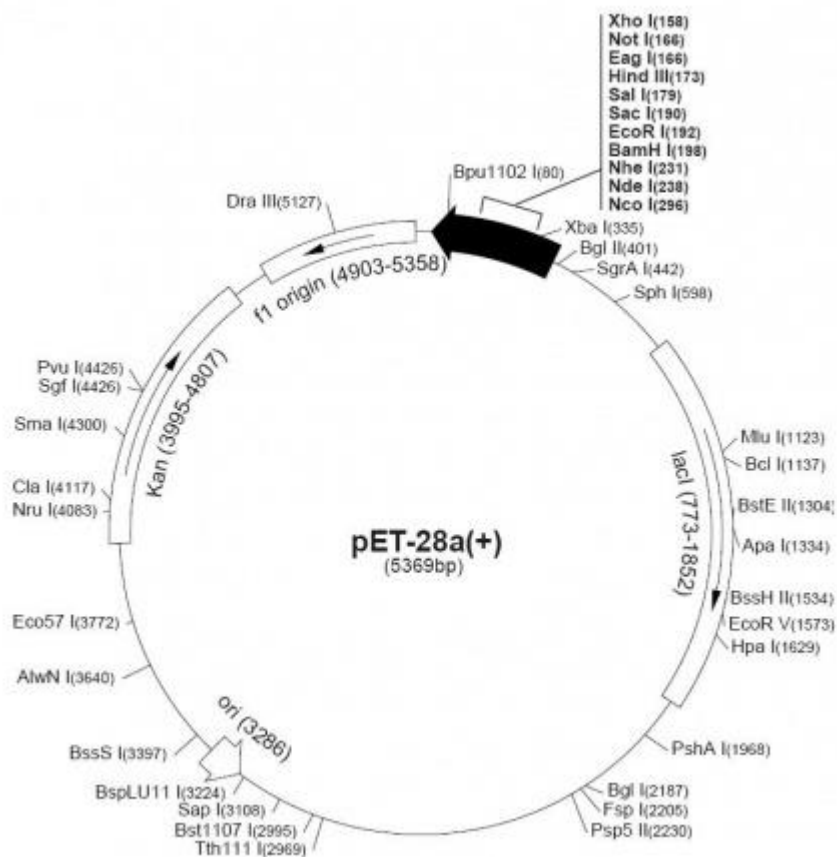 Xho I(158)
Not I(166)
Eag I(166)
Hind III(173)
Sal I(179)
Sac I(190)
EcoR I(192)
BamH I(198)
Nhe I(231)
Nde I(238)
Nco I(296)
Bpu1102 I(80)
Dra III(5127)
Xba I(335)
Bgl II(401)
SgrA I(442)
Sph I(598)
f1 origin (4903-5358)
Pvu I(4426)
Sgf I(4426)
Sma I(4300)
Kan (3995-4807)
Cla I(4117)
Nru I(4083)
lacI (773-1852)
Mlu I(1123)
Bcl I(1137)
BstE II(1304)
Apa I(1334)
pET-28a(+)
(5369bp)
BssH II(1534)
EcoR V(1573)
Hpa I(1629)
Eco57 I(3772)
AlwN I(3640)
ori (3286)
BssS I(3397)
PshA I(1968)
BspLU11 I(3224)
Sap I(3108)
Bst1107 I(2995)
Tth111 I(2969)
Bgl I(2187)
Fsp I(2205)
Psp5 II(2230)